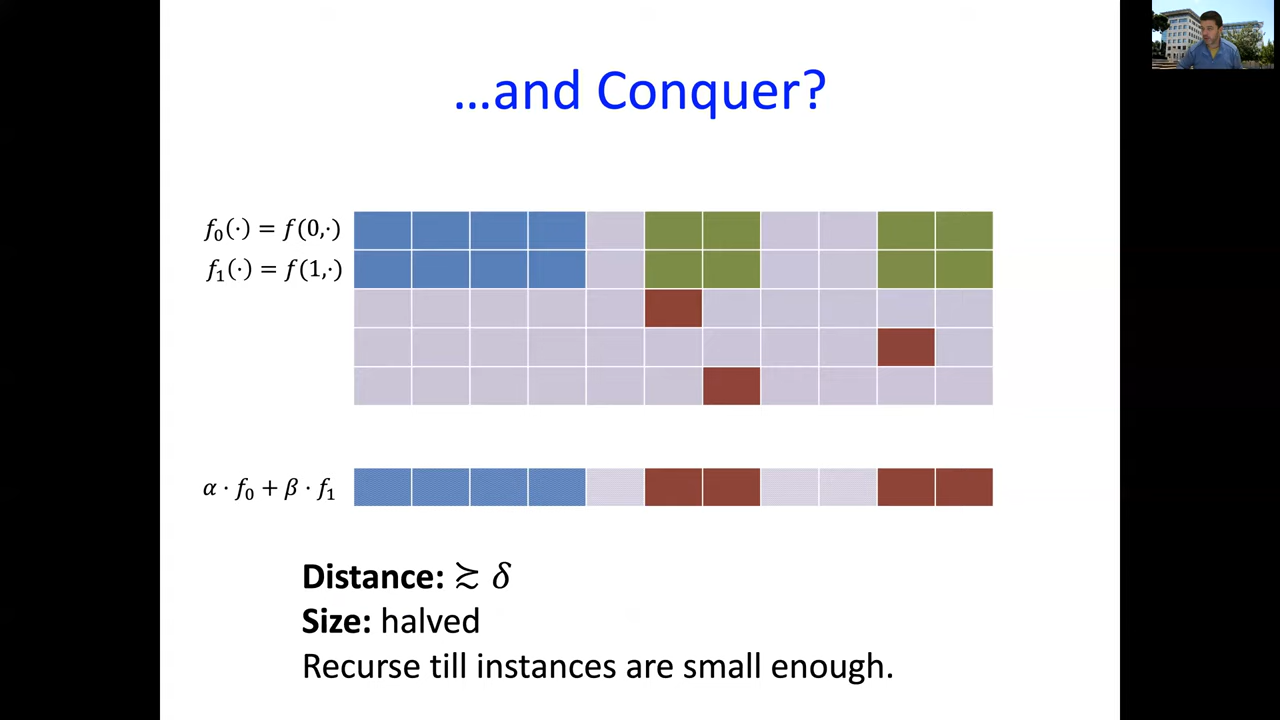 …and Conquer?
f₀(·) = f(0,·)
f₁(·) = f(1,·)
α · f₀ + β · f₁
Distance: ≿ δ
Size: halved
Recurse till instances are small enough.